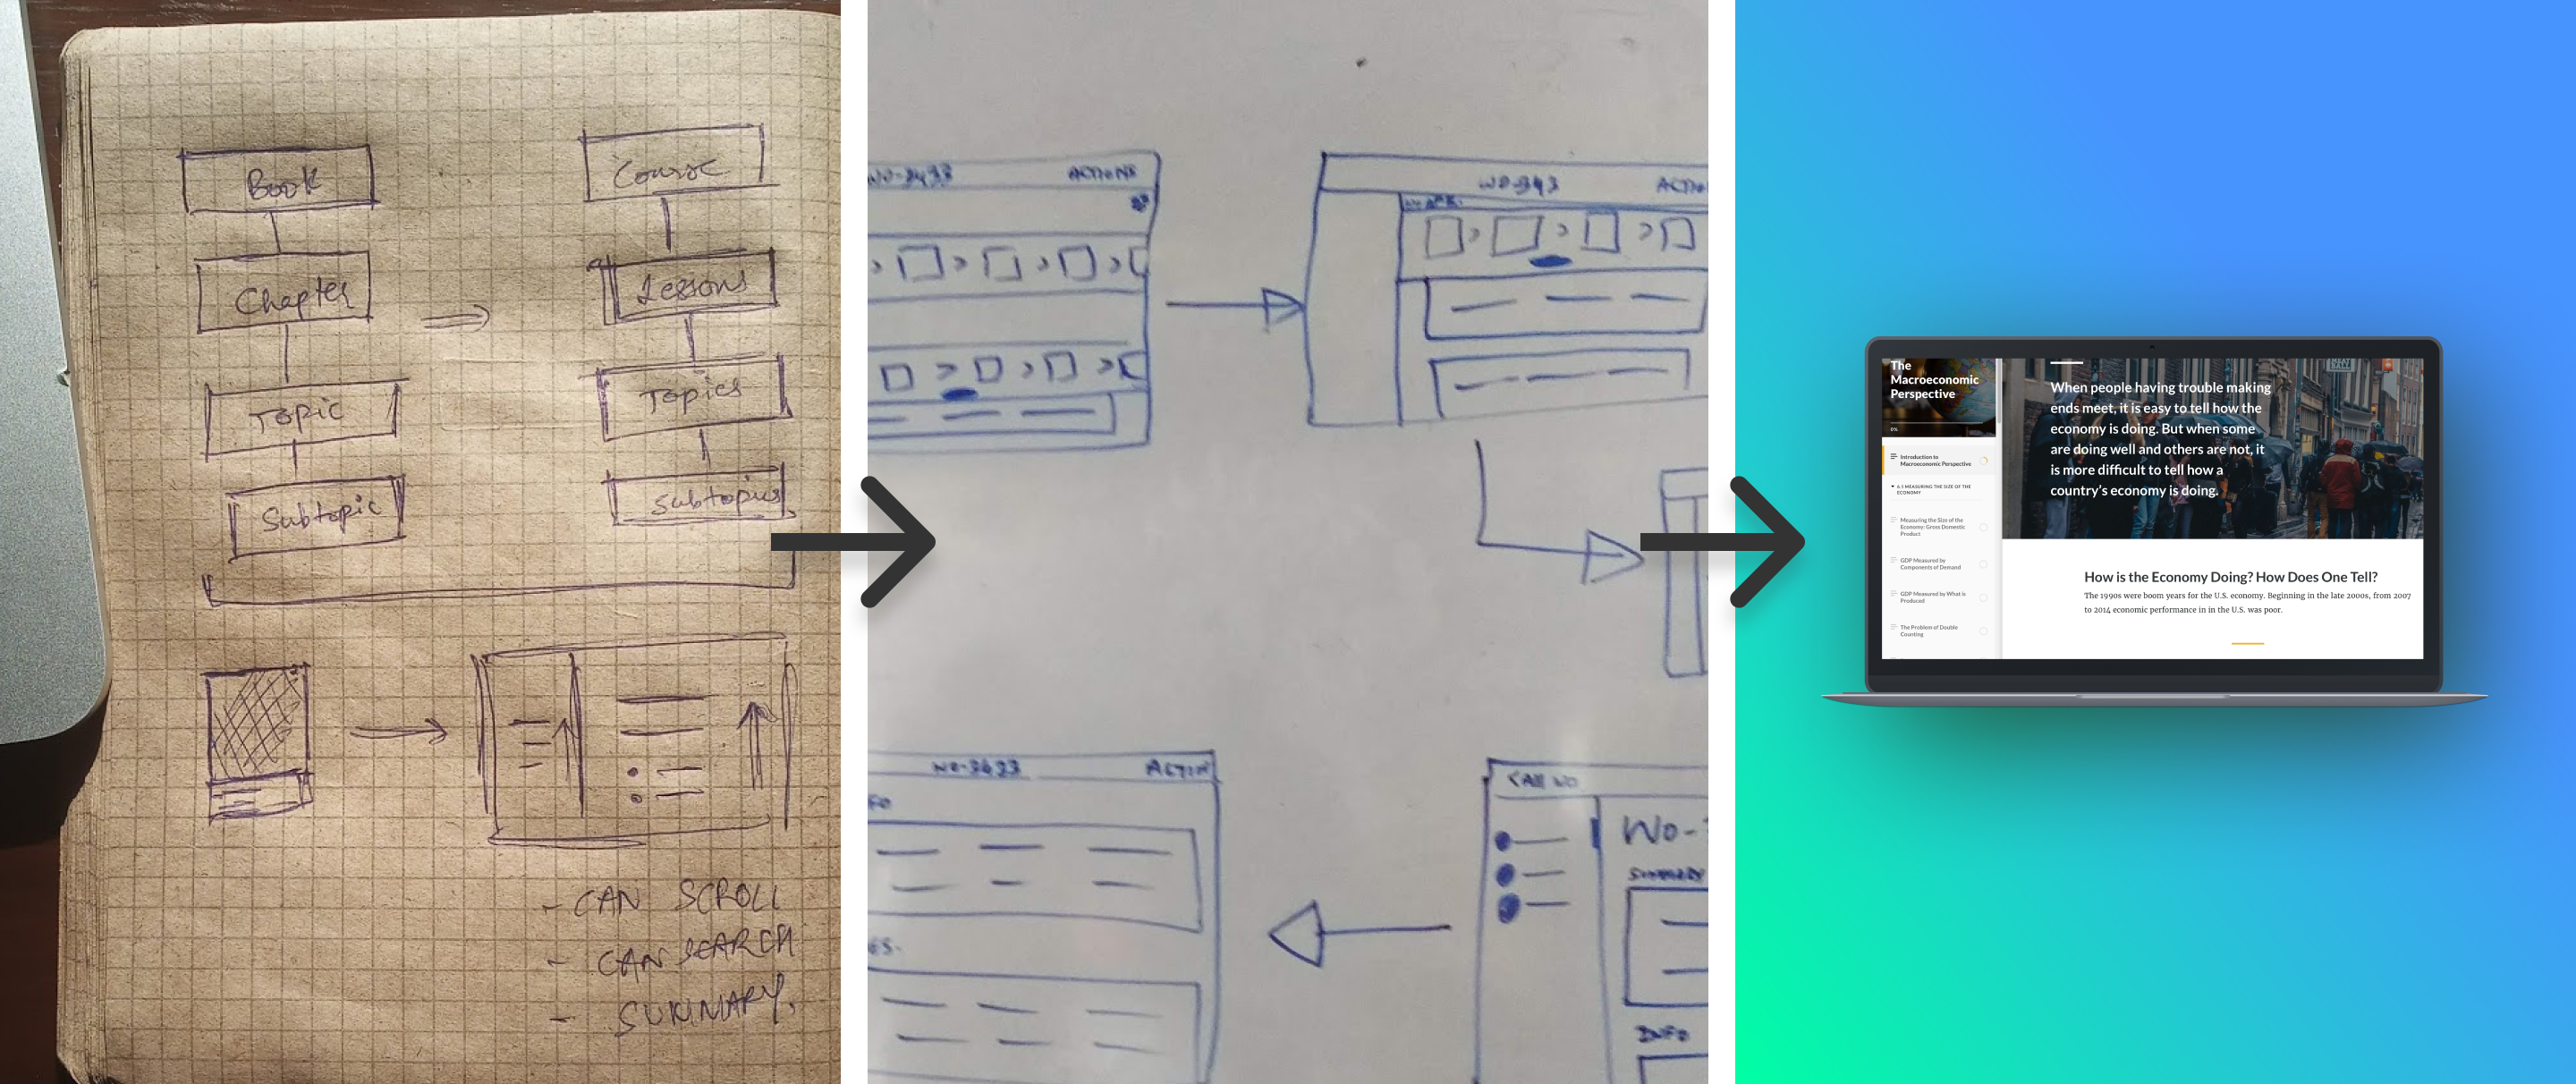 Book
Chapter
Topic
Subtopic
Course
Lessons
Topics
Subtopics
- CAN SCROLL
- CAN SEARCH
- SUMMARY.
WO-3433
ACTIONS
WO-343
WO-3433
CALL WO
WO-
SUMMARY
INFO
The
Macroeconomic
Perspective
0%
Introduction to
Macroeconomic Perspective
6.1 MEASURING THE SIZE OF THE
ECONOMY
Measuring the Size of the
Economy: Gross Domestic
Product
GDP Measured by
Components of Demand
GDP Measured by What is
Produced
The Problem of Double
Counting
When people having trouble making
ends meet, it is easy to tell how the
economy is doing. But when some
are doing well and others are not, it
is more difficult to tell how a
country's economy is doing.
How is the Economy Doing? How Does One Tell?
The 1990s were boom years for the U.S. economy. Beginning in the late 2000s, from 2007
to 2014 economic performance in in the U.S. was poor.